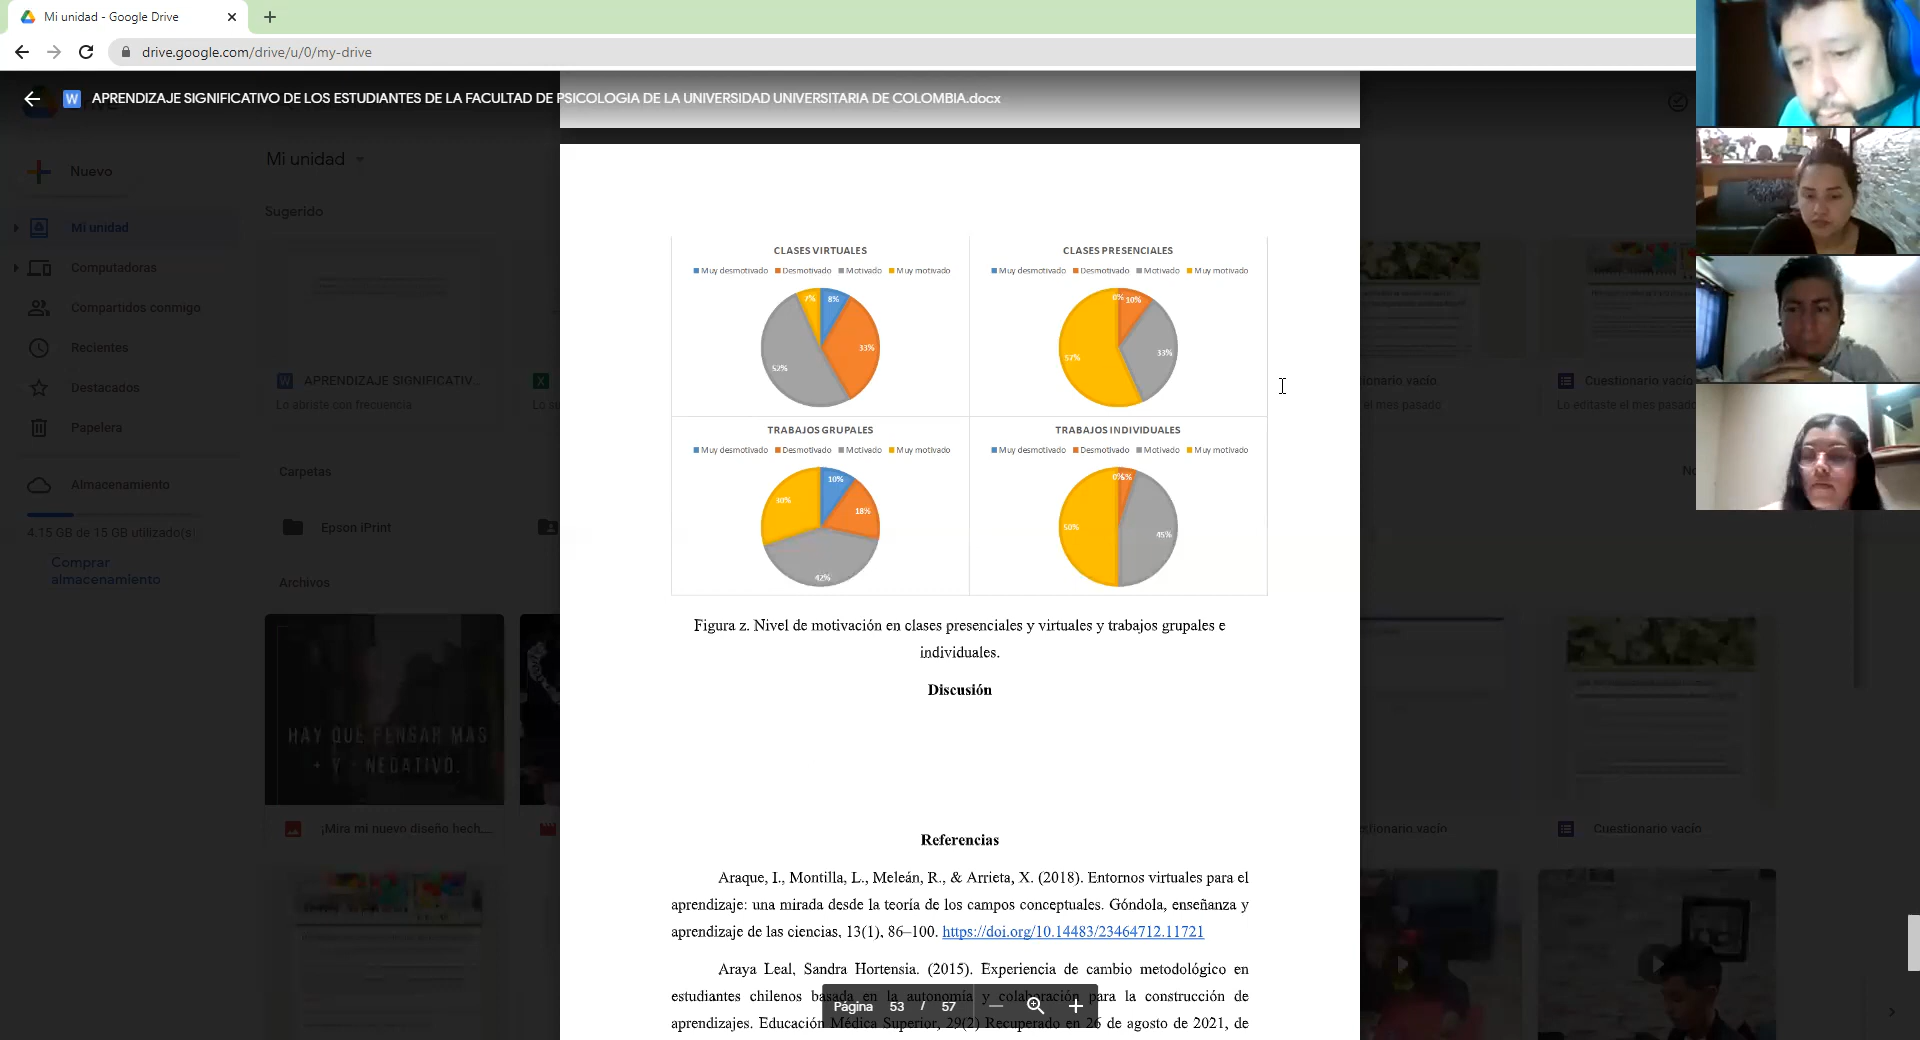 Mi unidad - Google Drive
drive.google.com/drive/u/0/my-drive
APRENDIZAJE SIGNIFICATIVO DE LOS ESTUDIANTES DE LA FACULTAD DE PSICOLOGIA DE LA UNIVERSIDAD UNIVERSITARIA DE COLOMBIA.docx
Nuevo
Mi unidad
Computadoras
Compartidos conmigo
Recientes
Destacados
Papelera
Almacenamiento
4,15 GB de 15 GB utilizado(s)
Comprar
almacenamiento
Mi unidad
Sugerido
APRENDIZAJE SIGNIFICATIV...
Lo abriste con frecuencia
Carpetas
Epson iPrint
Archivos
HAY QUE PENSAR MAS
+ Y - NEGATIVO.
¡Mira mi nuevo diseño hech...
CLASES VIRTUALES
Muy desmotivado Desmotivado Motivado Muy motivado
7% 8%
33%
52%
CLASES PRESENCIALES
Muy desmotivado Desmotivado Motivado Muy motivado
0% 10%
33%
57%
TRABAJOS GRUPALES
Muy desmotivado Desmotivado Motivado Muy motivado
10%
30%
18%
42%
TRABAJOS INDIVIDUALES
Muy desmotivado Desmotivado Motivado Muy motivado
0% 5%
50%
45%
Figura z. Nivel de motivación en clases presenciales y virtuales y trabajos grupales e
individuales.
Discusión
Referencias
Araque, I., Montilla, L., Meleán, R., & Arrieta, X. (2018). Entornos virtuales para el
aprendizaje: una mirada desde la teoría de los campos conceptuales. Góndola, enseñanza y
aprendizaje de las ciencias, 13(1), 86–100. https://doi.org/10.14483/23464712.11721
Araya Leal, Sandra Hortensia. (2015). Experiencia de cambio metodológico en
estudiantes chilenos basada en la autonomía y colaboración para la construcción de
aprendizajes. Educación Médica Superior, 29(2) Recuperado en 26 de agosto de 2021, de
Página 53 / 57
cionario vacío
el mes pasado
Cuestionario vacío
Lo editaste el mes pasado
tionario vacío
Cuestionario vacío